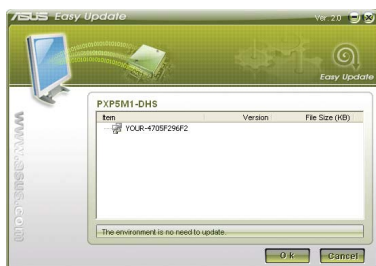 ASUS Easy Update
Ver. 2.0
Easy Update
PXP5M1-DHS
Item Version File Size (KB)
YOUR-4705F296F2
www.asus.com
The environment is no need to update.
Ok Cancel